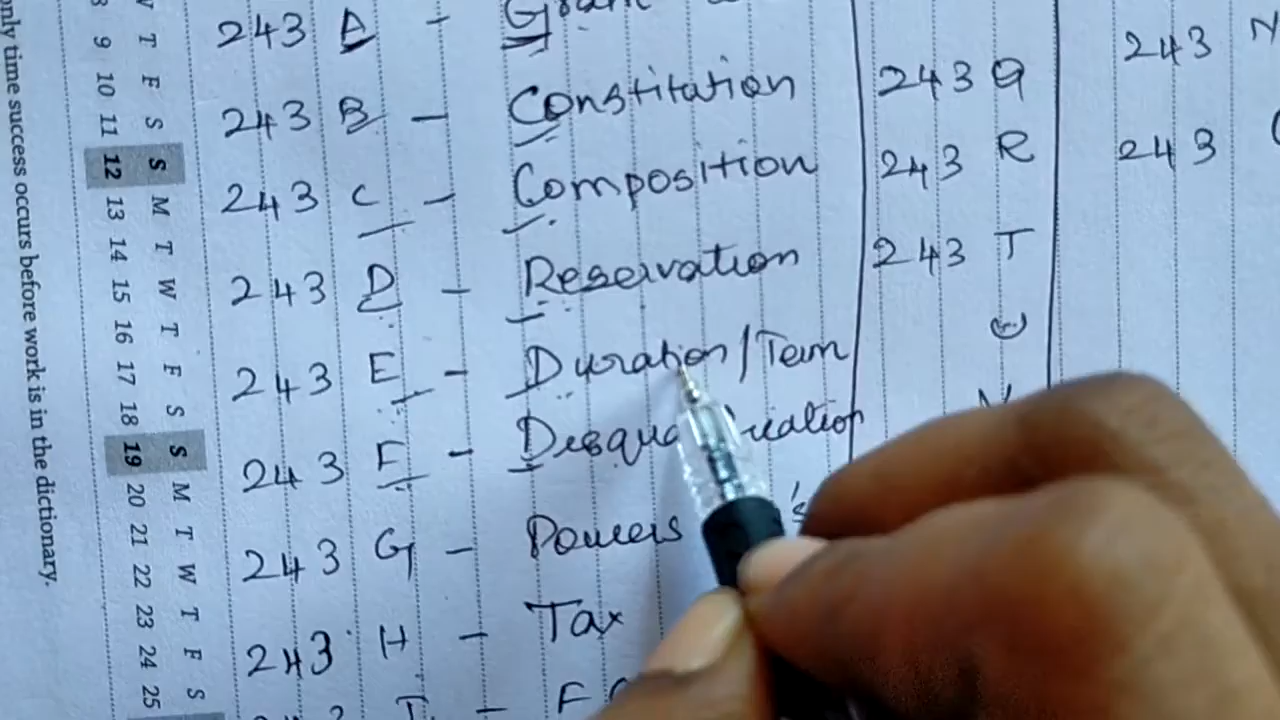 only time success occurs before work is in the dictionary.
9 10 11 12 13 14 15 16 17 18 19 20 21 22 23 24 25
T F S S M T W T F S S M T W T F S
243 A -
243 B - Constitution
243 C - Composition
243 D - Reservation
243 E - Duration/Term
243 F -
243 G - Powers
243 H - Tax
243 Q
243 R
243 T
243
243